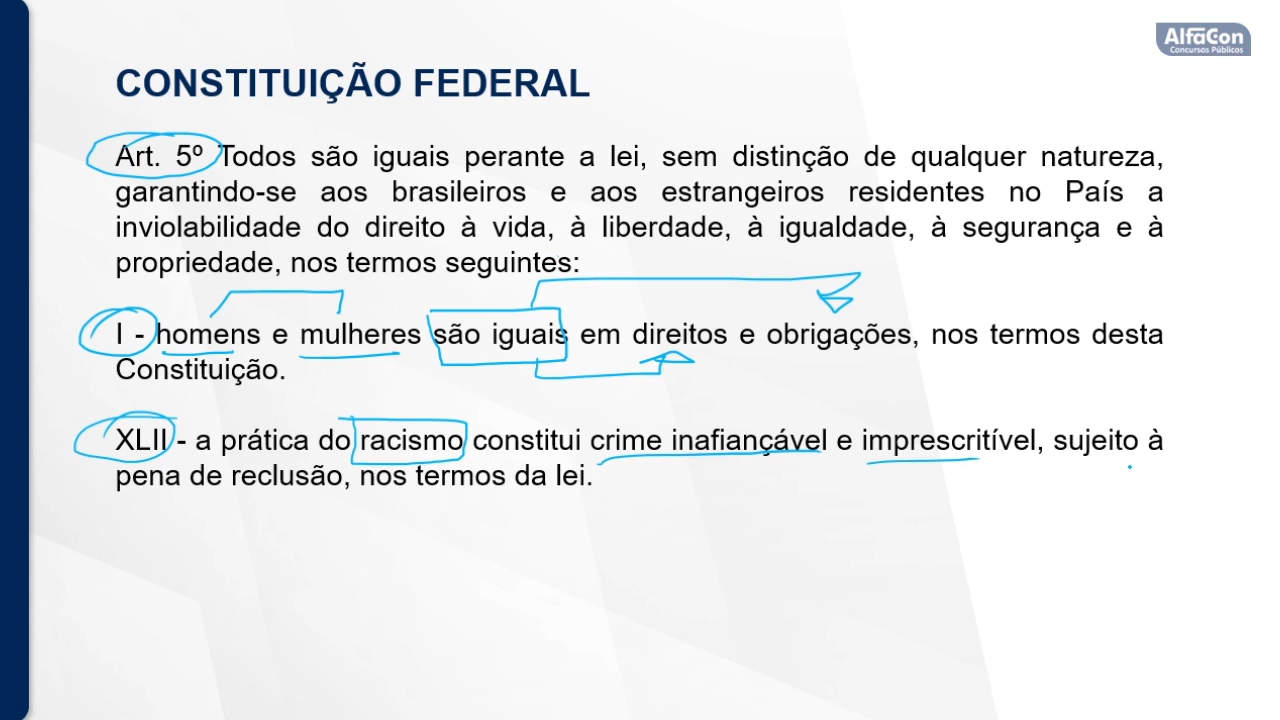 AlfaCon
Concursos Públicos
CONSTITUIÇÃO FEDERAL
Art. 5º Todos são iguais perante a lei, sem distinção de qualquer natureza,
garantindo-se aos brasileiros e aos estrangeiros residentes no País a
inviolabilidade do direito à vida, à liberdade, à igualdade, à segurança e à
propriedade, nos termos seguintes:
I - homens e mulheres são iguais em direitos e obrigações, nos termos desta
Constituição.
XLII - a prática do racismo constitui crime inafiançável e imprescritível, sujeito à
pena de reclusão, nos termos da lei.